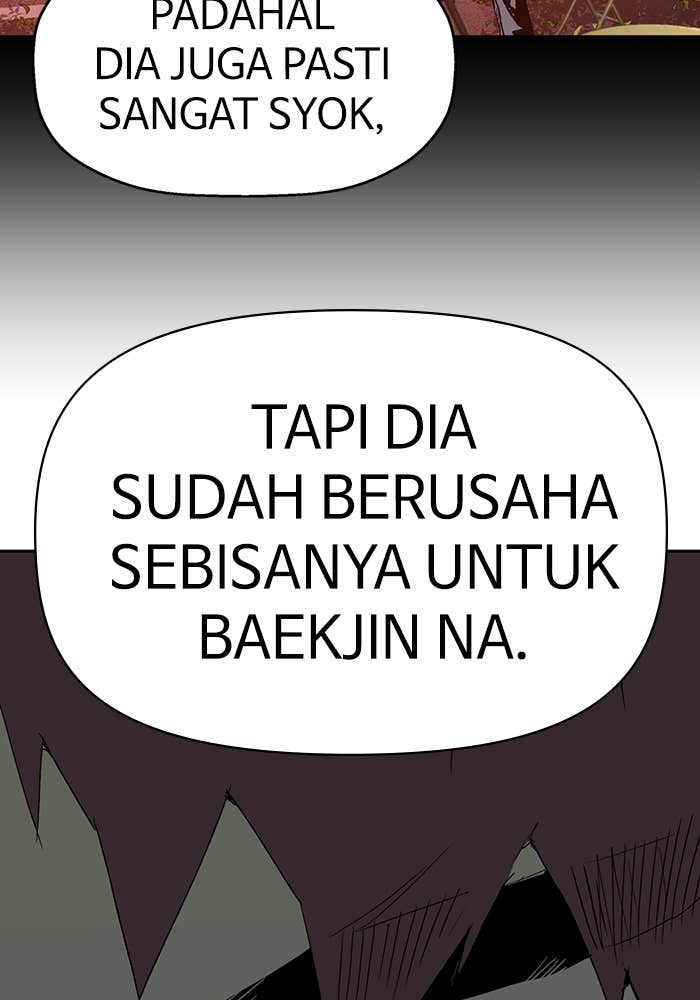 PADAHAL
DIA JUGA PASTI
SANGAT SYOK,
TAPI DIA
SUDAH BERUSAHA
SEBISANYA UNTUK
BAEKJIN NA.